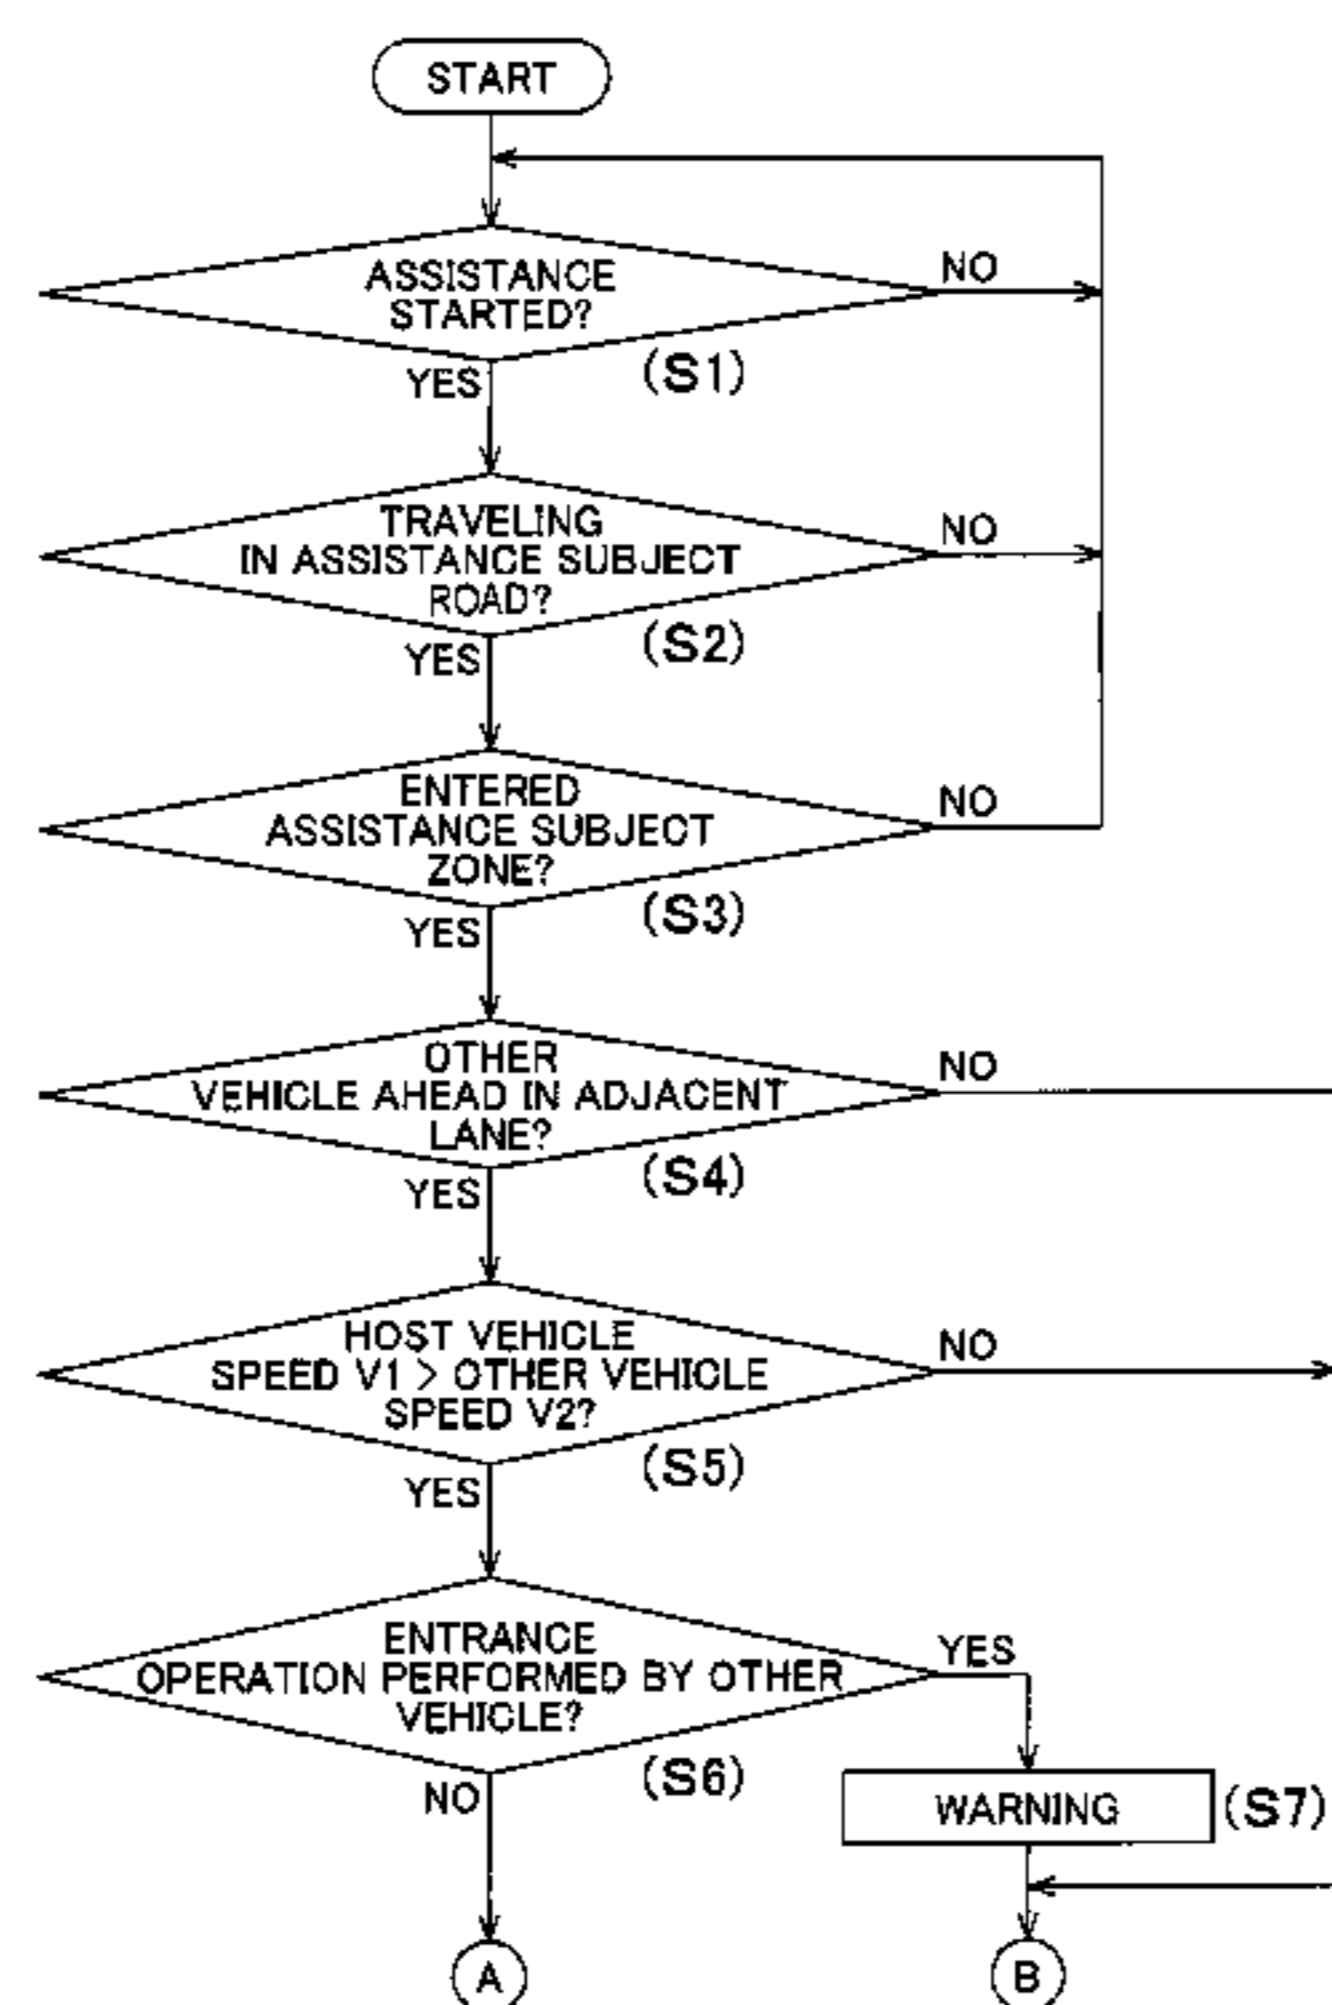 START
ASSISTANCE
STARTED?
NO
(S1)
YES
TRAVELING
IN ASSISTANCE SUBJECT
ROAD?
NO
(S2)
YES
ENTERED
ASSISTANCE SUBJECT
ZONE?
NO
(S3)
YES
OTHER
VEHICLE AHEAD IN ADJACENT
LANE?
NO
(S4)
YES
HOST VEHICLE
SPEED V1 > OTHER VEHICLE
SPEED V2?
NO
(S5)
YES
ENTRANCE
OPERATION PERFORMED BY OTHER
VEHICLE?
YES
(S6)
NO
WARNING
(S7)
A
B